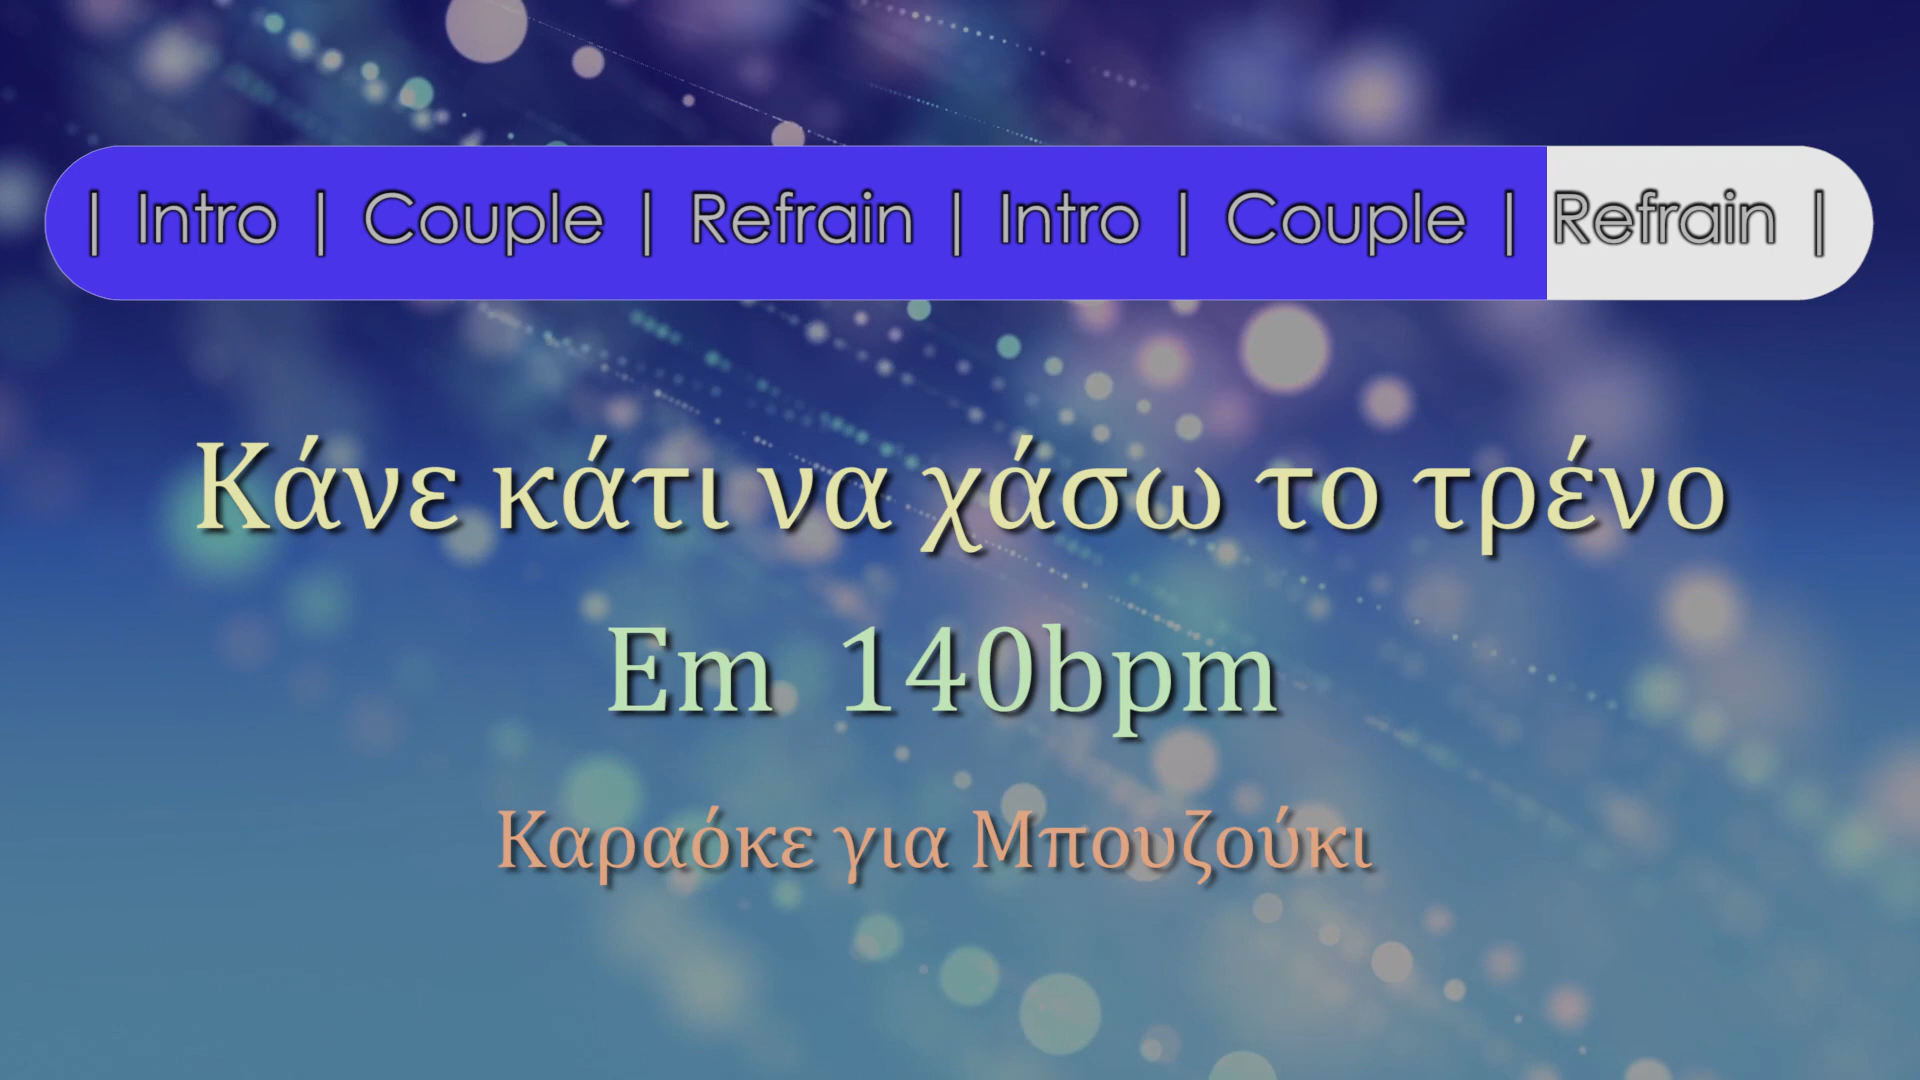 | Intro | Couple | Refrain | Intro | Couple | Refrain |
Κάνε κάτι να χάσω το τρένο
Em 140bpm
Καραόκε για Μπουζούκι